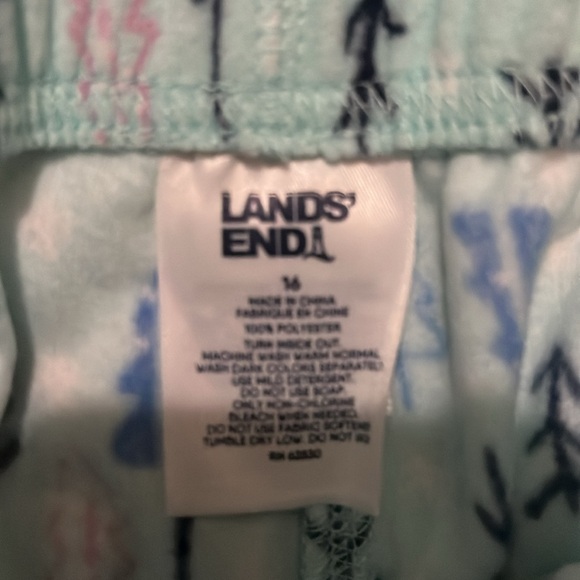 LANDS'
END
16
MADE IN CHINA
FABRIQUE EN CHINE
100% POLYESTER
TURN INSIDE OUT.
MACHINE WASH WARM NORMAL
WASH DARK COLORS SEPARATELY.
USE MILD DETERGENT.
DO NOT USE SOAP.
ONLY NON-CHLORINE
BLEACH WHEN NEEDED.
DO NOT USE FABRIC SOFTENER
TUMBLE DRY LOW. DO NOT
RN